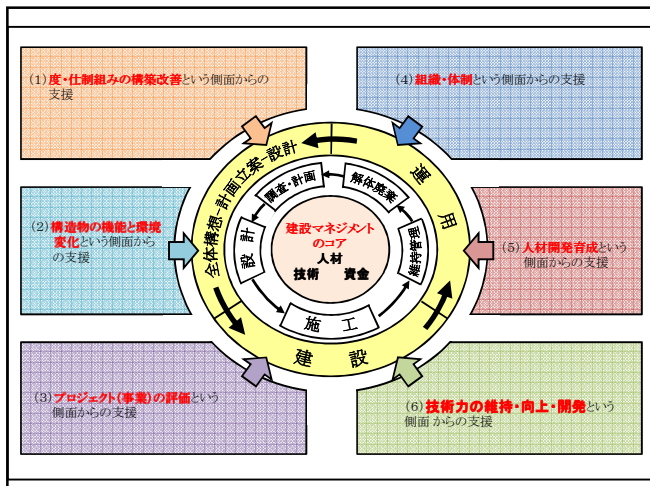 (1)度・仕制組みの構築改善という側面からの
支援
(4)組織・体制という側面からの支援
(2)構造物の機能と環境
変化という側面から
の支援
(5)人材開発育成という
側面からの支援
(3)プロジェクト(事業)の評価という
側面からの支援
(6)技術力の維持・向上・開発という
側面 からの支援
全体構想-計画立案-設計
運用
建設
調査・計画
解体廃棄
設計
維持管理
施工
建設マネジメント
のコア
人材
技術 資金